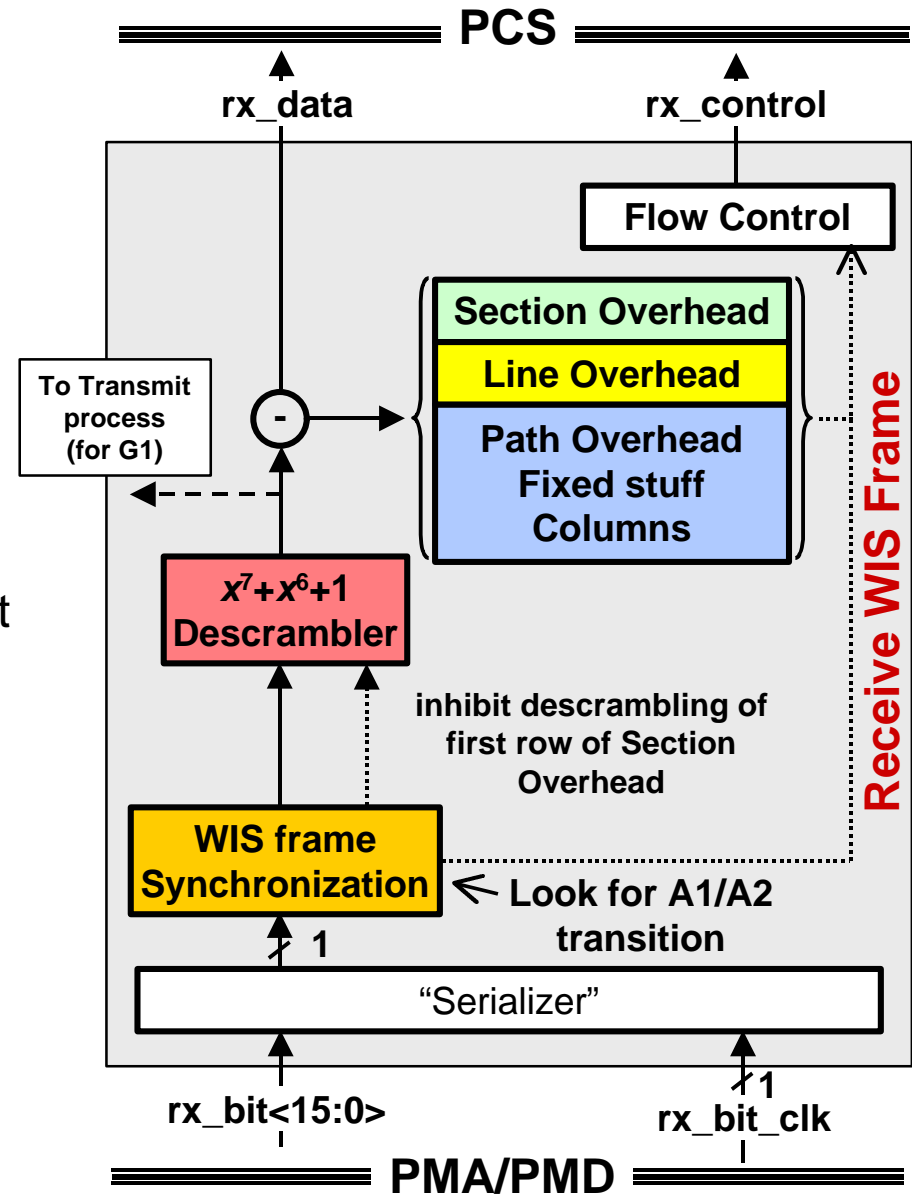 PCS
rx_data
rx_control
Flow Control
Section Overhead
Line Overhead
Path Overhead
Fixed stuff
Columns
To Transmit
process
(for G1)
-
Receive WIS Frame
x⁷+x⁶+1
Descrambler
t
inhibit descrambling of
first row of Section
Overhead
WIS frame
Synchronization
Look for A1/A2
transition
1
“Serializer”
rx_bit<15:0>
1
rx_bit_clk
PMA/PMD